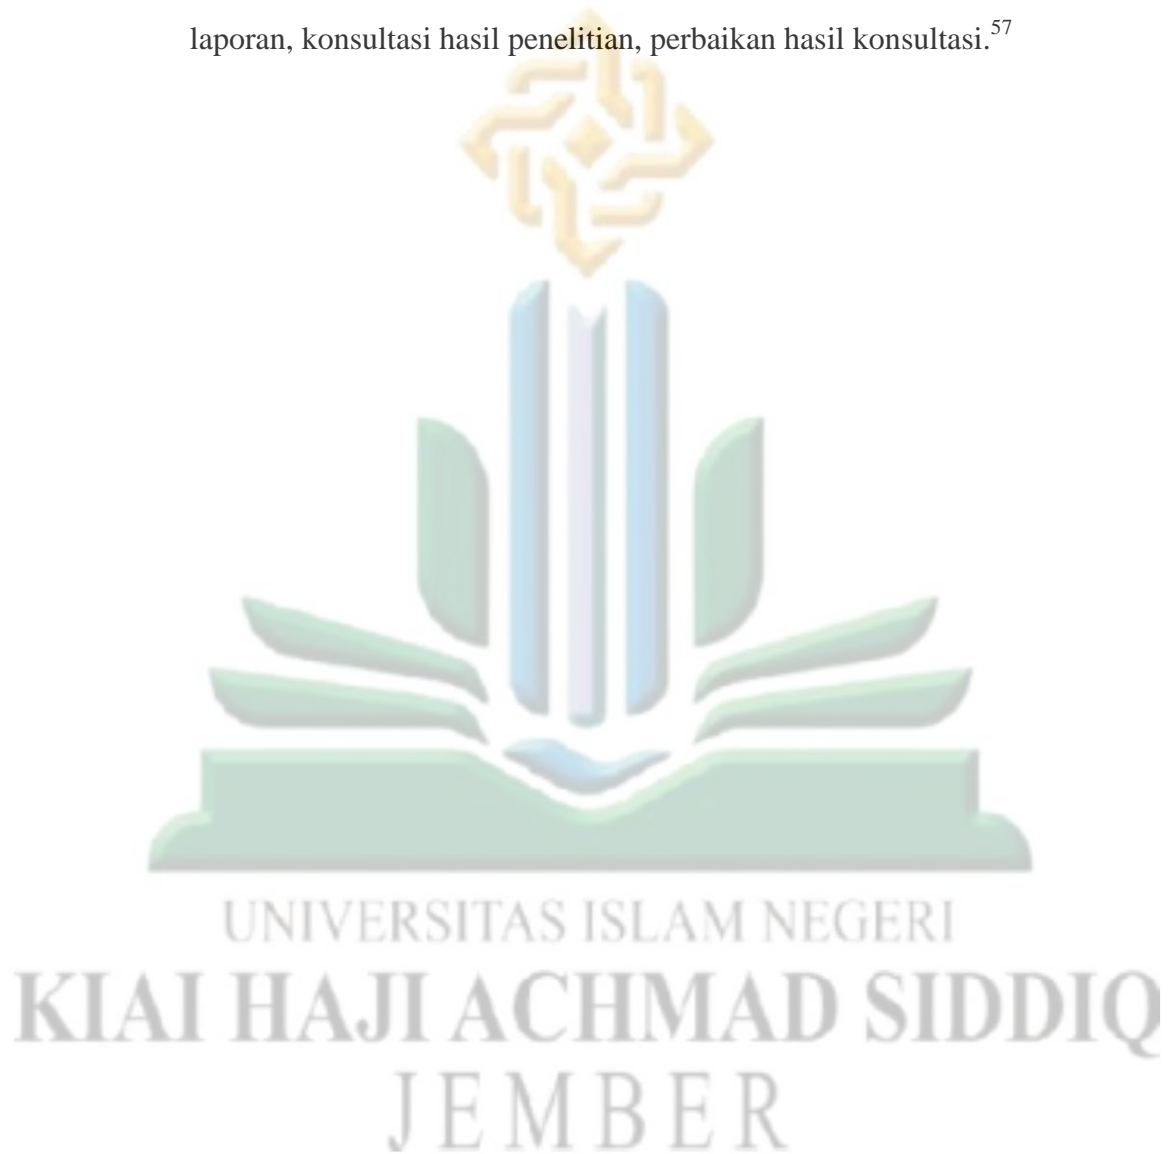 laporan, konsultasi hasil penelitian, perbaikan hasil konsultasi.57
UNIVERSITAS ISLAM NEGERI
KIAI HAJI ACHMAD SIDDIQ
JEMBER